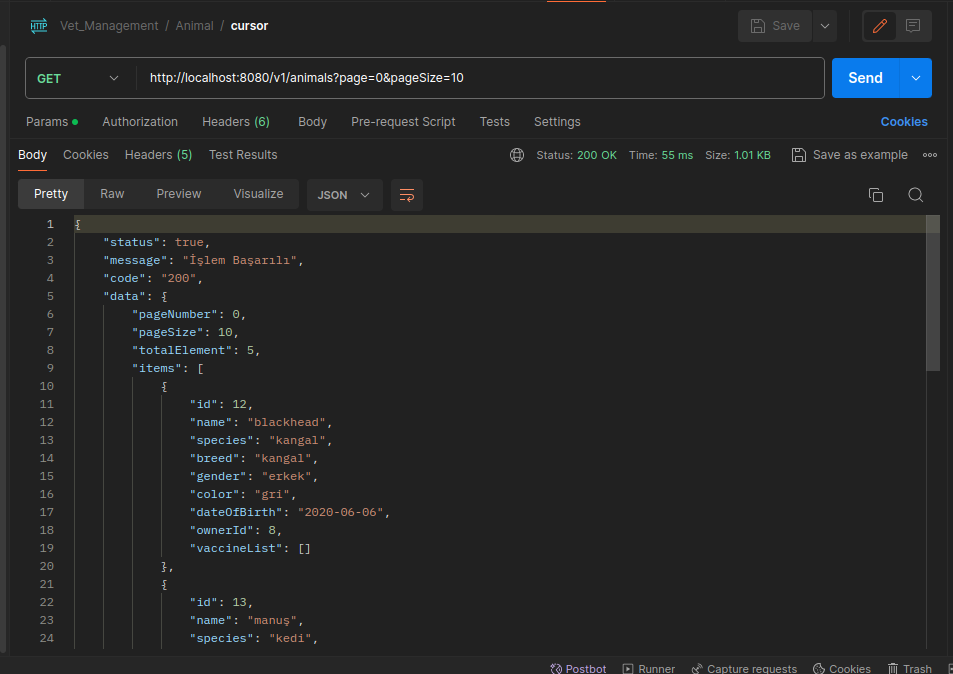 HTTP Vet_Management / Animal / cursor Save
GET http://localhost:8080/v1/animals?page=0&pageSize=10 Send
Params Authorization Headers (6) Body Pre-request Script Tests Settings Cookies
Body Cookies Headers (5) Test Results Status: 200 OK Time: 55 ms Size: 1.01 KB Save as example
Pretty Raw Preview Visualize JSON
1 {
2 "status": true,
3 "message": "İşlem Başarılı",
4 "code": "200",
5 "data": {
6 "pageNumber": 0,
7 "pageSize": 10,
8 "totalElement": 5,
9 "items": [
10 {
11 "id": 12,
12 "name": "blackhead",
13 "species": "kangal",
14 "breed": "kangal",
15 "gender": "erkek",
16 "color": "gri",
17 "dateOfBirth": "2020-06-06",
18 "ownerId": 8,
19 "vaccineList": []
20 },
21 {
22 "id": 13,
23 "name": "manuş",
24 "species": "kedi",
Postbot Runner Capture requests Cookies Trash